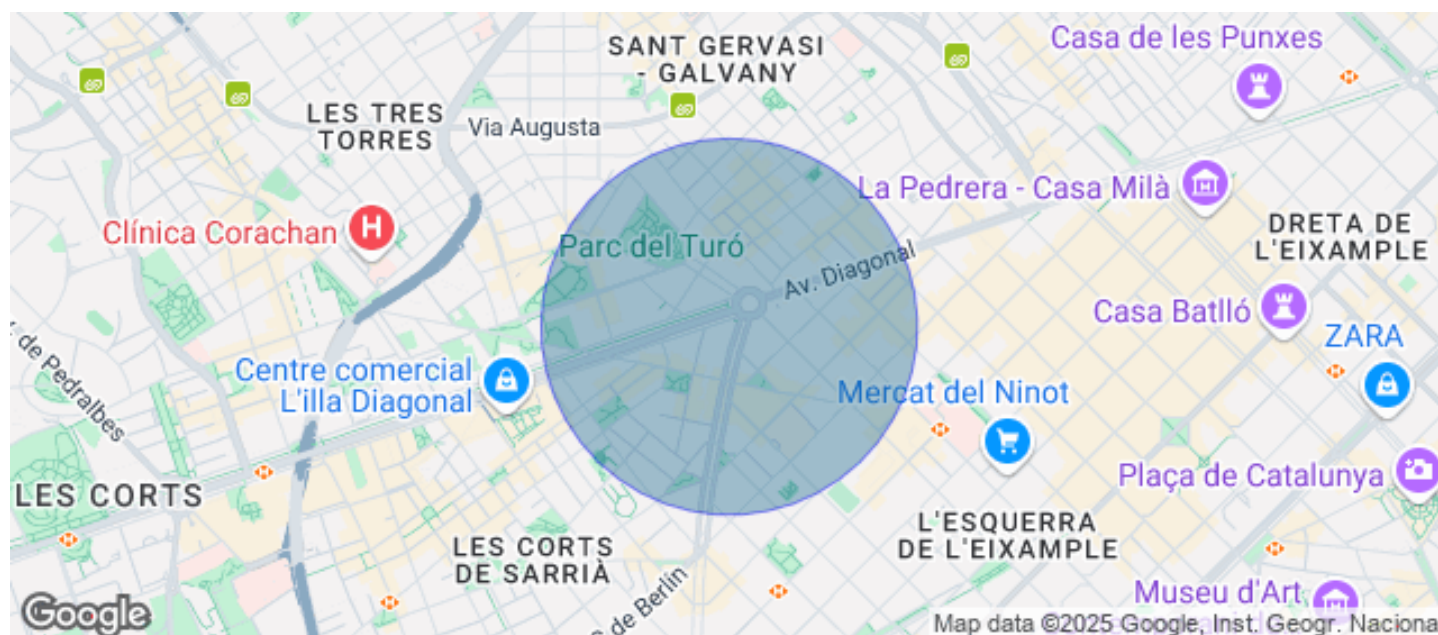 SANT GERVASI
- GALVANY
Casa de les Punxes
LES TRES
TORRES
Via Augusta
La Pedrera - Casa Milà
Clínica Corachan
H
Parc del Turó
DRETA DE
L'EIXAMPLE
Av. Diagonal
Casa Batlló
ZARA
de Pedralbes
Centre comercial
L'illa Diagonal
Mercat del Ninot
Plaça de Catalunya
LES CORTS
L'ESQUERRA
DE L'EIXAMPLE
LES CORTS
DE SARRIÀ
de Berlín
Museu d'Art
Google
Map data ©2025 Google, Inst. Geogr. Naciona